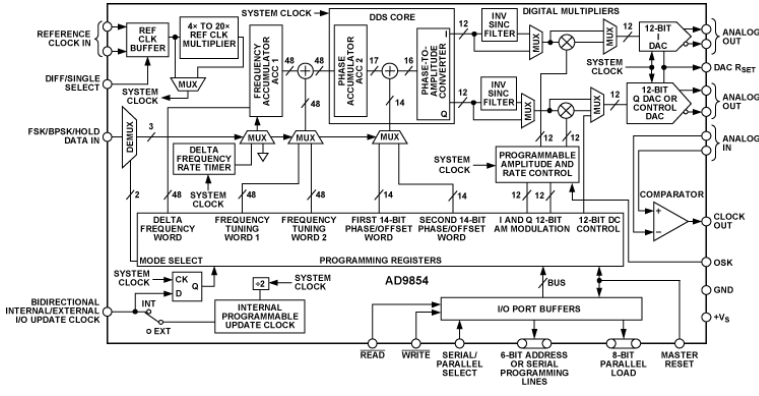 REFERENCE
CLOCK IN
DIFF/SINGLE
SELECT
FSK/BPSK/HOLD
DATA IN
BIDIRECTIONAL
INTERNAL/EXTERNAL
I/O UPDATE CLOCK
REF
CLK
BUFFER
4× TO 20×
REF CLK
MULTIPLIER
MUX
SYSTEM
CLOCK
SYSTEM CLOCK
DDS CORE
FREQUENCY
ACCUMULATOR
ACC 1
48
48
48
PHASE
ACCUMULATOR
ACC 2
17
16
14
PHASE-TO-
AMPLITUDE
CONVERTER
I
Q
12
12
DIGITAL MULTIPLIERS
INV
SINC
FILTER
INV
SINC
FILTER
MUX
MUX
MUX
MUX
12
12
12
12
12-BIT
I
DAC
SYSTEM
CLOCK
12-BIT
Q DAC OR
CONTROL
DAC
ANALOG
OUT
DAC RSET
ANALOG
OUT
ANALOG
IN
CLOCK
OUT
OSK
GND
+VS
DEMUX
3
2
DELTA
FREQUENCY
RATE TIMER
SYSTEM
CLOCK
MUX
MUX
MUX
SYSTEM
CLOCK
PROGRAMMABLE
AMPLITUDE AND
RATE CONTROL
COMPARATOR
+
–
48
48
48
14
14
12
12
DELTA
FREQUENCY
WORD
FREQUENCY
TUNING
WORD 1
FREQUENCY
TUNING
WORD 2
FIRST 14-BIT
PHASE/OFFSET
WORD
SECOND 14-BIT
PHASE/OFFSET
WORD
I AND Q 12-BIT
AM MODULATION
12-BIT DC
CONTROL
MODE SELECT
PROGRAMMING REGISTERS
SYSTEM
CLOCK
CK
D
Q
÷2
SYSTEM
CLOCK
AD9854
BUS
INT
EXT
INTERNAL
PROGRAMMABLE
UPDATE CLOCK
I/O PORT BUFFERS
READ
WRITE
SERIAL/
PARALLEL
SELECT
6-BIT ADDRESS
OR SERIAL
PROGRAMMING
LINES
8-BIT
PARALLEL
LOAD
MASTER
RESET